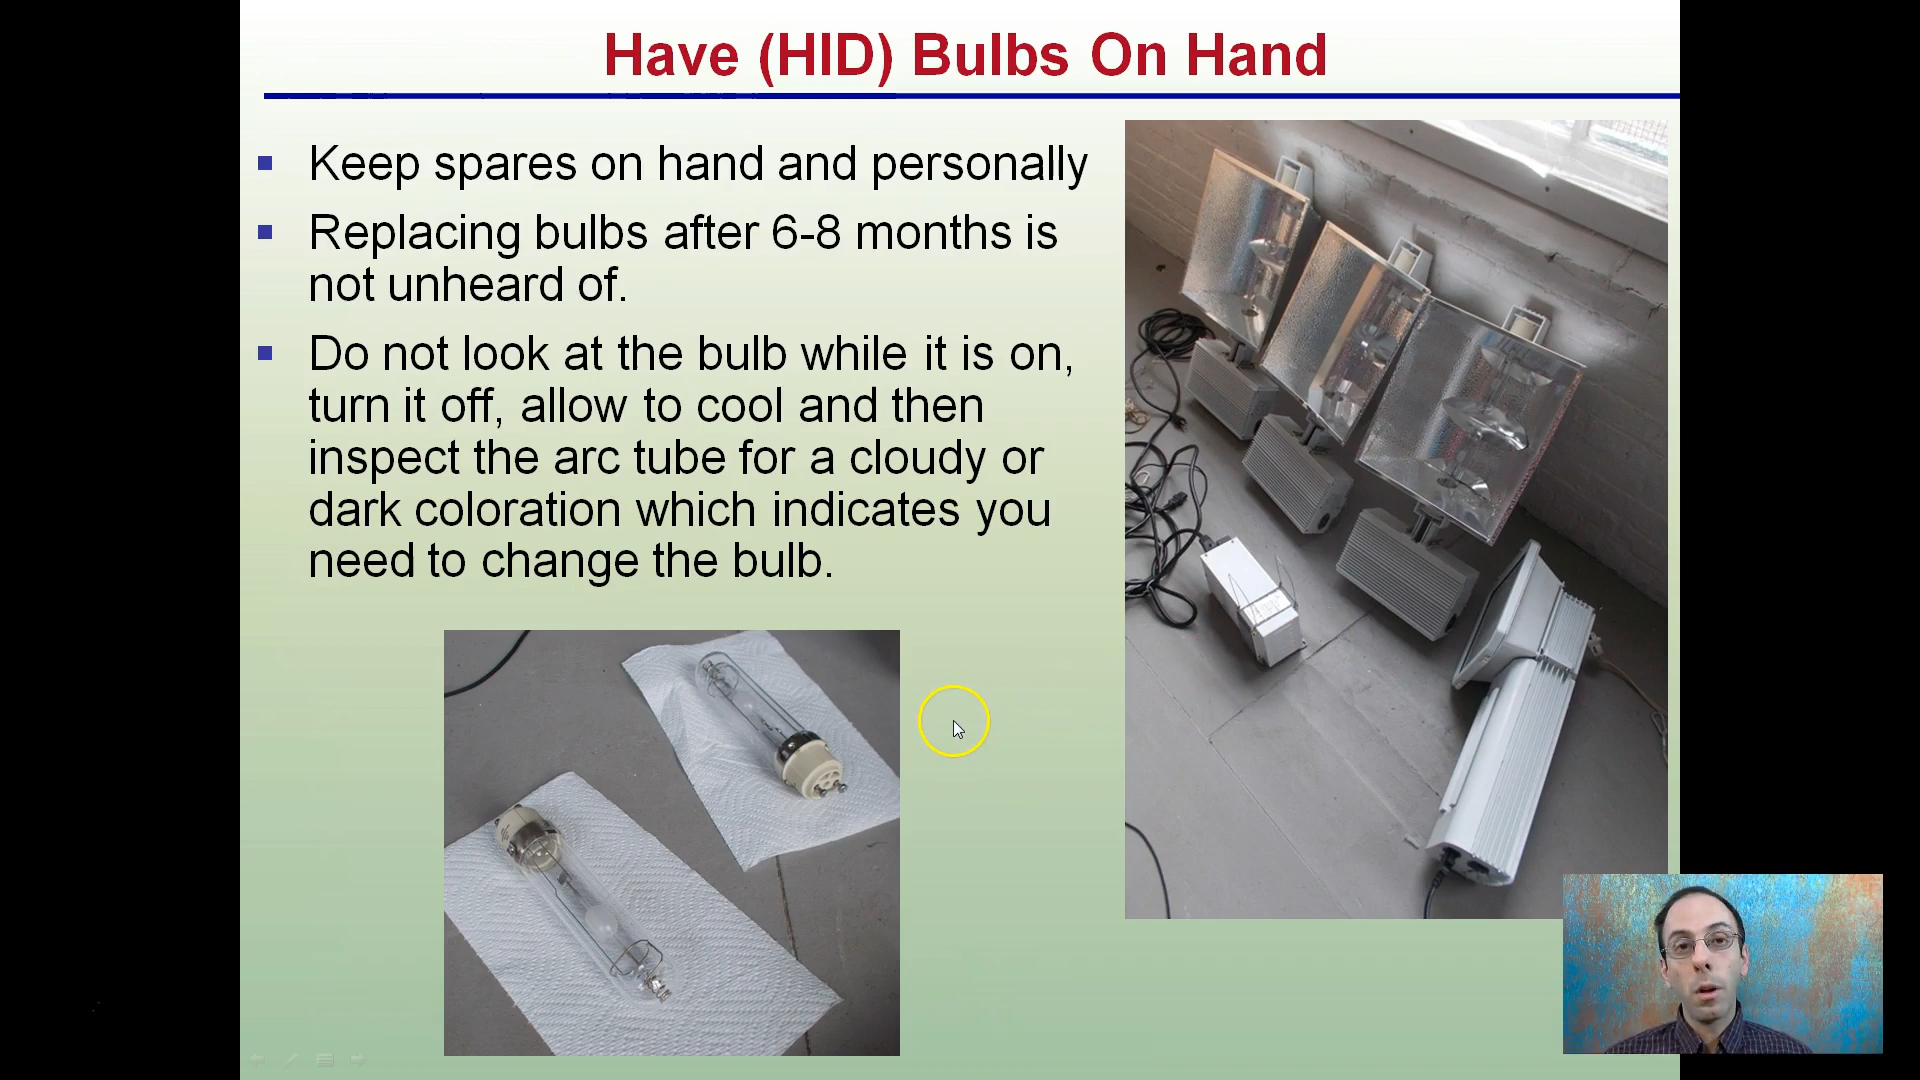 Have (HID) Bulbs On Hand
Keep spares on hand and personally
Replacing bulbs after 6-8 months is
not unheard of.
Do not look at the bulb while it is on,
turn it off, allow to cool and then
inspect the arc tube for a cloudy or
dark coloration which indicates you
need to change the bulb.